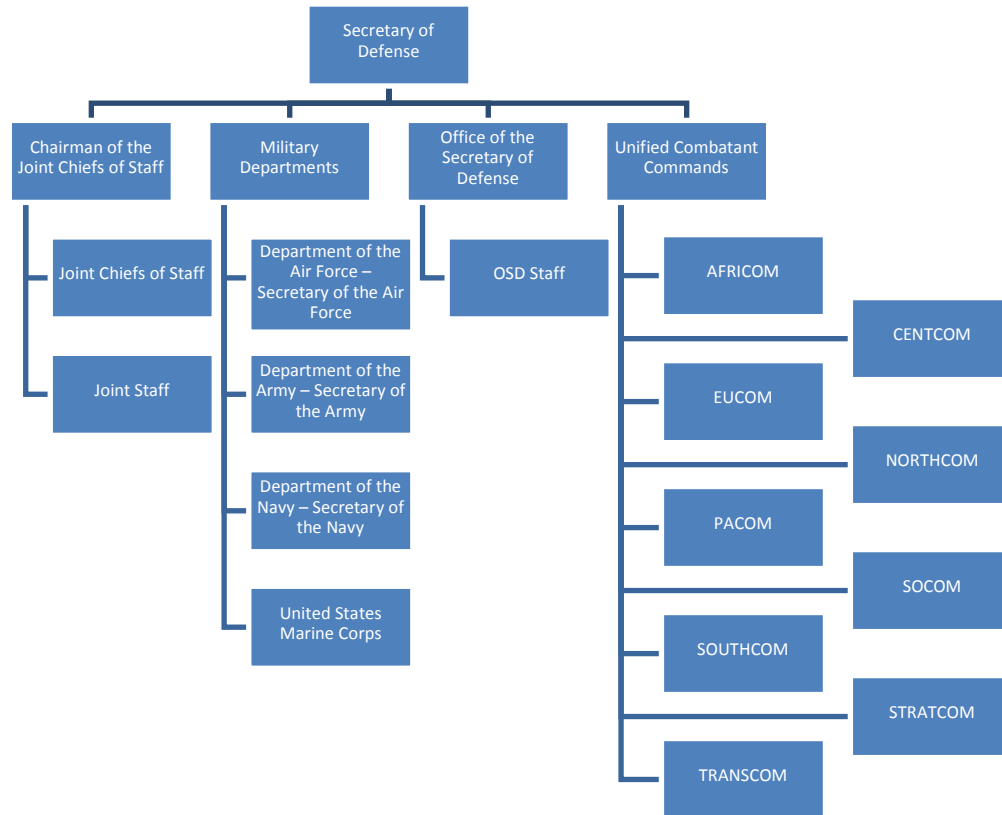 Secretary of
Defense
Chairman of the
Joint Chiefs of Staff
Military
Departments
Office of the
Secretary of
Defense
Unified Combatant
Commands
Joint Chiefs of Staff
Joint Staff
Department of the
Air Force –
Secretary of the Air
Force
Department of the
Army – Secretary of
the Army
Department of the
Navy – Secretary of
the Navy
United States
Marine Corps
OSD Staff
AFRICOM
CENTCOM
EUCOM
NORTHCOM
PACOM
SOCOM
SOUTHCOM
STRATCOM
TRANSCOM